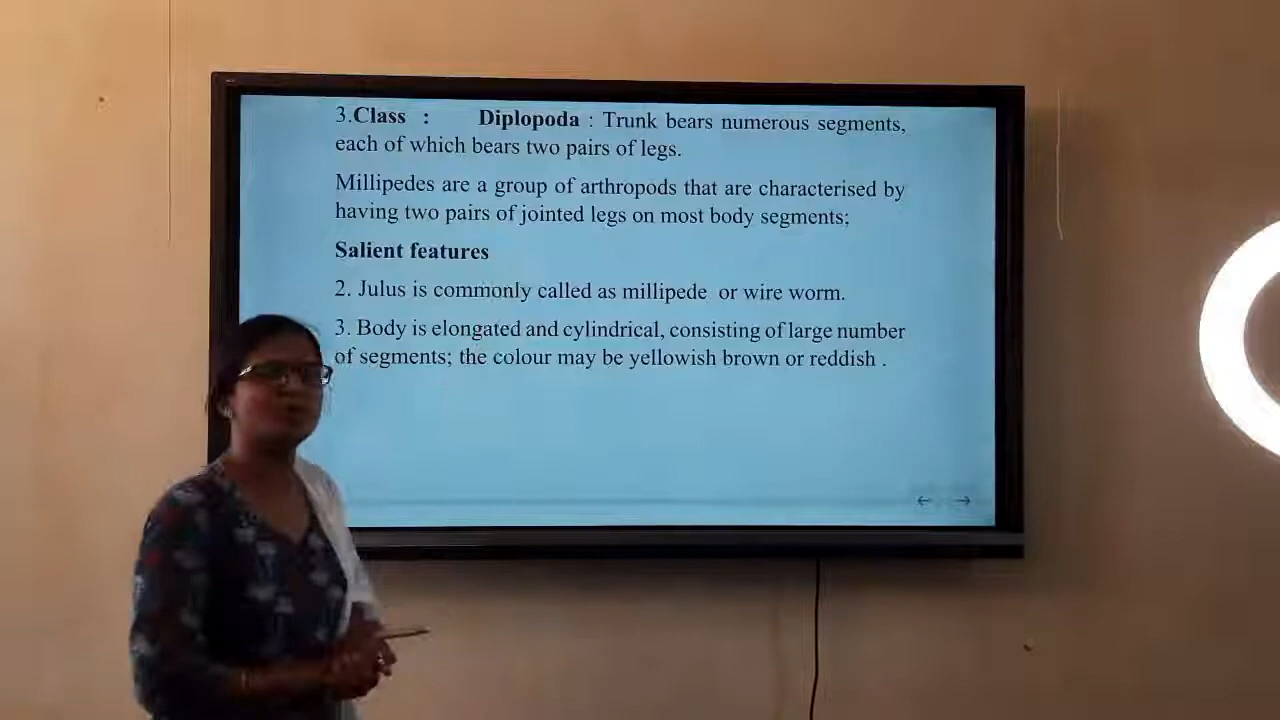 3.Class : Diplopoda : Trunk bears numerous segments,
each of which bears two pairs of legs.
Millipedes are a group of arthropods that are characterised by
having two pairs of jointed legs on most body segments;
Salient features
2. Julus is commonly called as millipede or wire worm.
3. Body is elongated and cylindrical, consisting of large number
of segments; the colour may be yellowish brown or reddish .